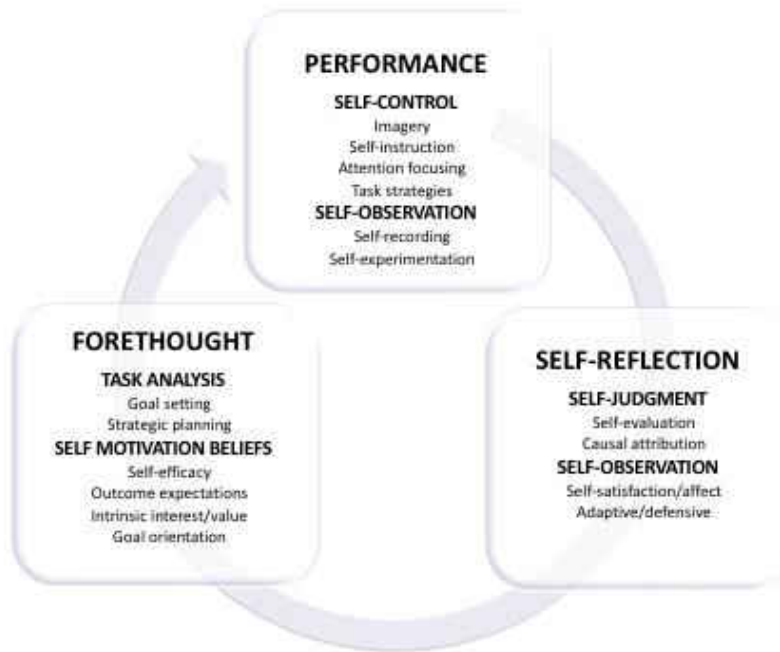 PERFORMANCE
SELF-CONTROL
Imagery
Self-instruction
Attention focusing
Task strategies
SELF-OBSERVATION
Self-recording
Self-experimentation
FORETHOUGHT
TASK ANALYSIS
Goal setting
Strategic planning
SELF MOTIVATION BELIEFS
Self-efficacy
Outcome expectations
Intrinsic interest/value
Goal orientation
SELF-REFLECTION
SELF-JUDGMENT
Self-evaluation
Causal attribution
SELF-OBSERVATION
Self-satisfaction/affect
Adaptive/defensive